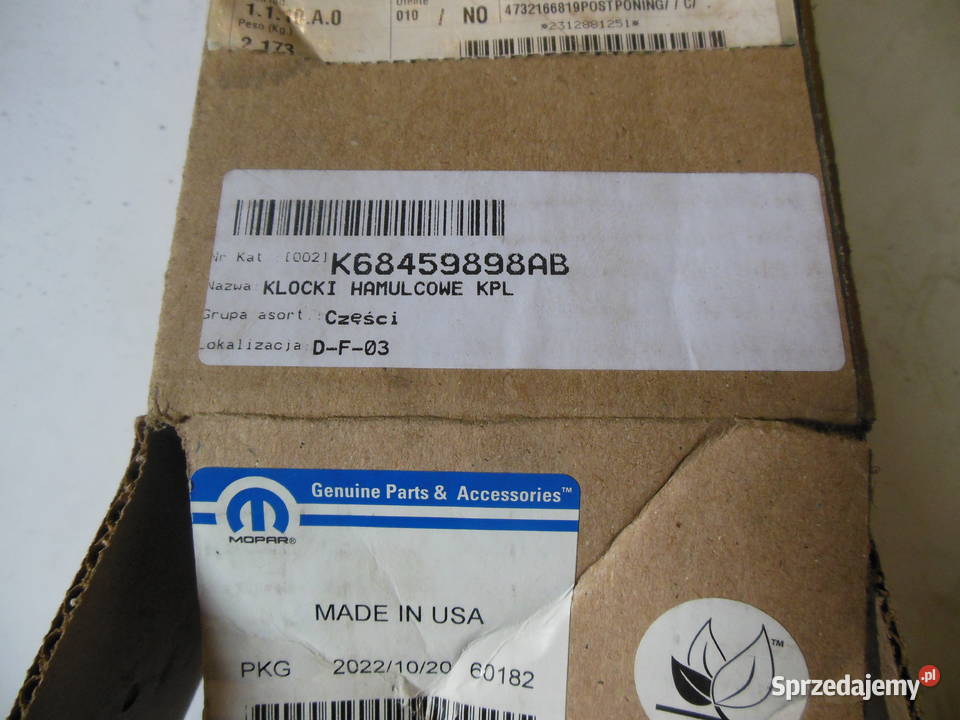 1.1.10.A.0
Peso (Kg.)
2.173
010 / NO
4732166819POSTPONING/ / C/
*2312881251*
Nr Kat : [002] K68459898AB
Nazwa: KLOCKI HAMULCOWE KPL
Grupa asort.: Części
Lokalizacja: D-F-03
Genuine Parts & Accessories™
MOPAR®
MADE IN USA
PKG 2022/10/20 60182
TM
Sprzedajemy.pl